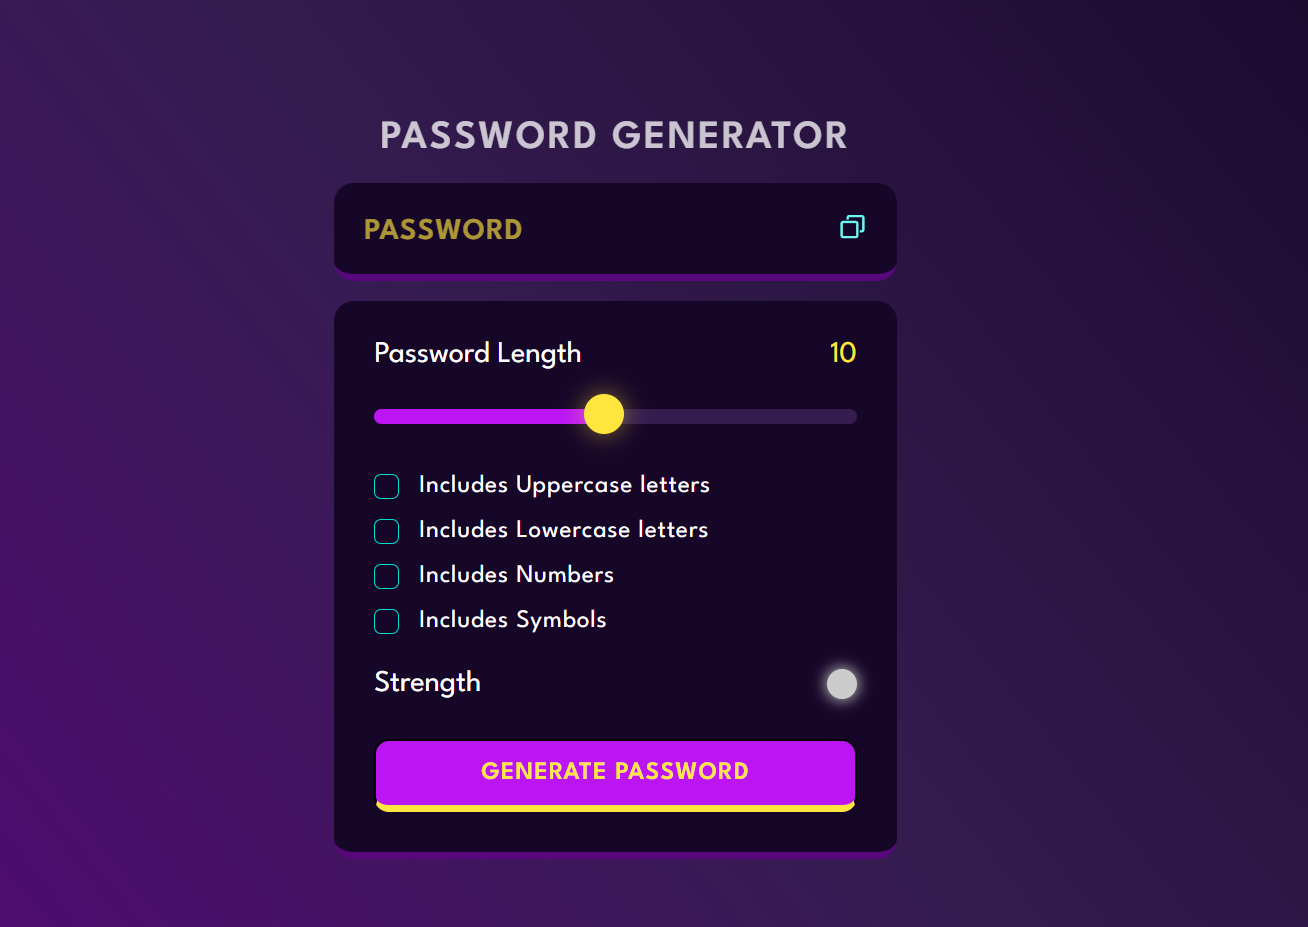 PASSWORD GENERATOR
PASSWORD
Password Length 10
Includes Uppercase letters
Includes Lowercase letters
Includes Numbers
Includes Symbols
Strength
GENERATE PASSWORD